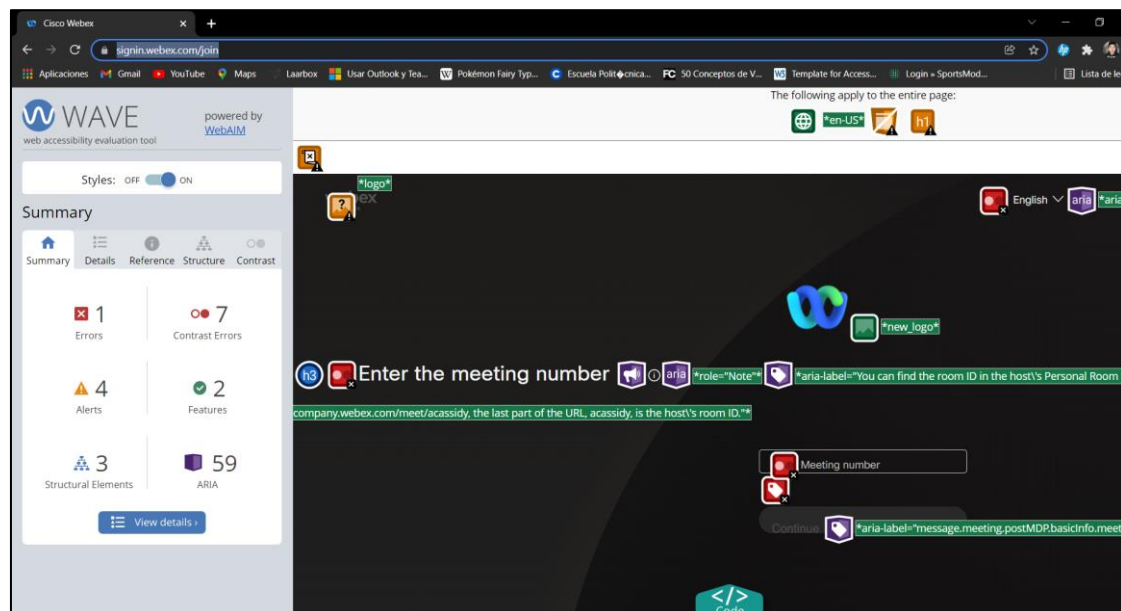 Cisco Webex
signin.webex.com/join
Aplicaciones Gmail YouTube Maps Laarbox Usar Outlook y Tea... Pokémon Fairy Typ... Escuela Polit�cnica... FC 50 Conceptos de V... Template for Access... Login » SportsMod... Lista de le
WAVE
web accessibility evaluation tool
powered by
WebAIM
Styles: OFF ON
Summary
Summary Details Reference Structure Contrast
1
Errors
7
Contrast Errors
4
Alerts
2
Features
3
Structural Elements
59
ARIA
View details ›
The following apply to the entire page:
*en-US* h1
*logo*
English aria *aria
*new_logo*
h3 Enter the meeting number aria *role="Note"* *aria-label="You can find the room ID in the host\'s Personal Room
company.webex.com/meet/acassidy, the last part of the URL, acassidy, is the host\'s room ID."*
Meeting number
Continue *aria-label="message.meeting.postMDP.basicInfo.meet
</>
Code